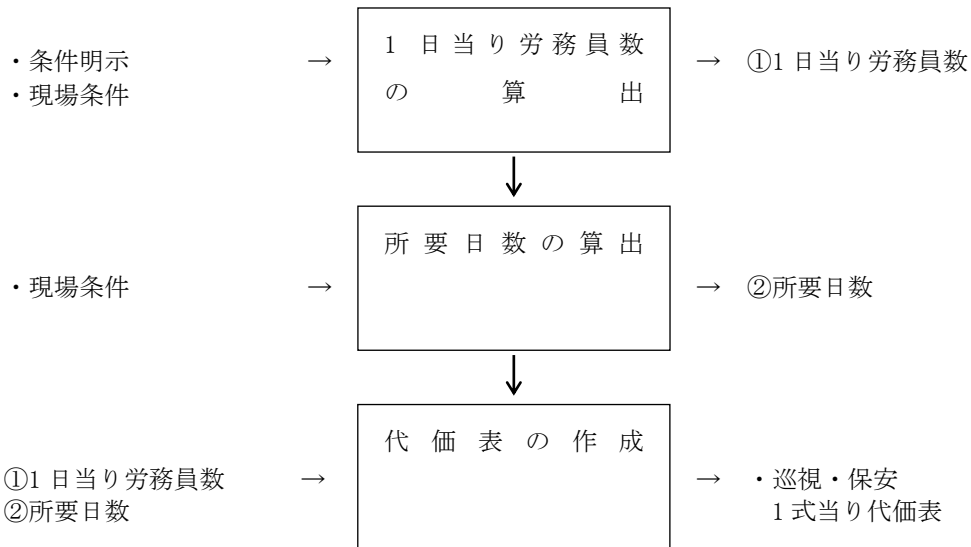 ・条件明示
・現場条件
→
1 日当り労務員数
の算出
→
①1 日当り労務員数
・現場条件
→
所要日数の算出
→
②所要日数
①1 日当り労務員数
②所要日数
→
代価表の作成
→
・巡視・保安
1 式当り代価表